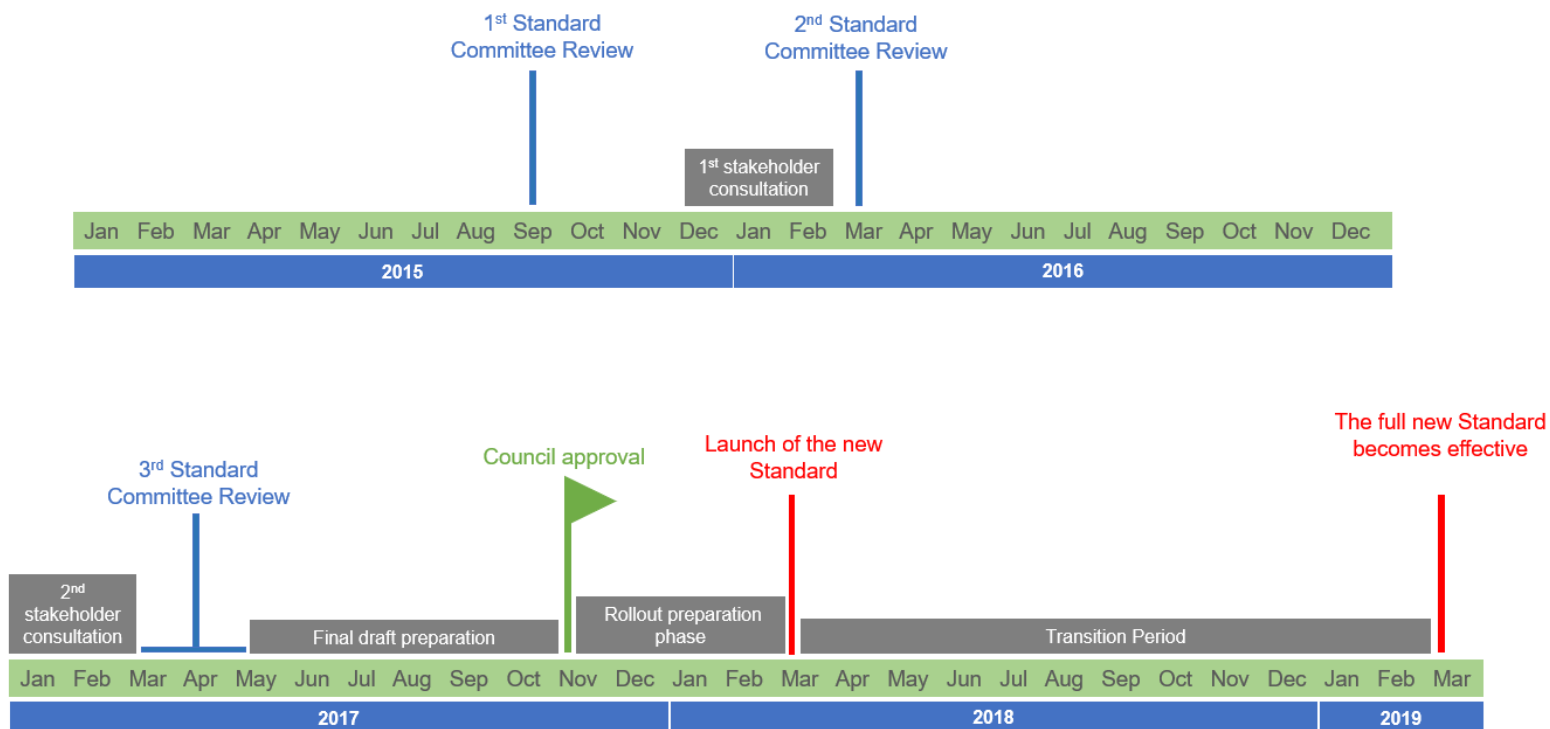 1st Standard
Committee Review
2nd Standard
Committee Review
1st stakeholder
consultation
Jan Feb Mar Apr May Jun Jul Aug Sep Oct Nov Dec Jan Feb Mar Apr May Jun Jul Aug Sep Oct Nov Dec
2015 2016
The full new Standard
becomes effective
Launch of the new
Standard
Council approval
3rd Standard
Committee Review
2nd
stakeholder
consultation
Final draft preparation
Rollout preparation
phase
Transition Period
Jan Feb Mar Apr May Jun Jul Aug Sep Oct Nov Dec Jan Feb Mar Apr May Jun Jul Aug Sep Oct Nov Dec Jan Feb Mar
2017 2018 2019